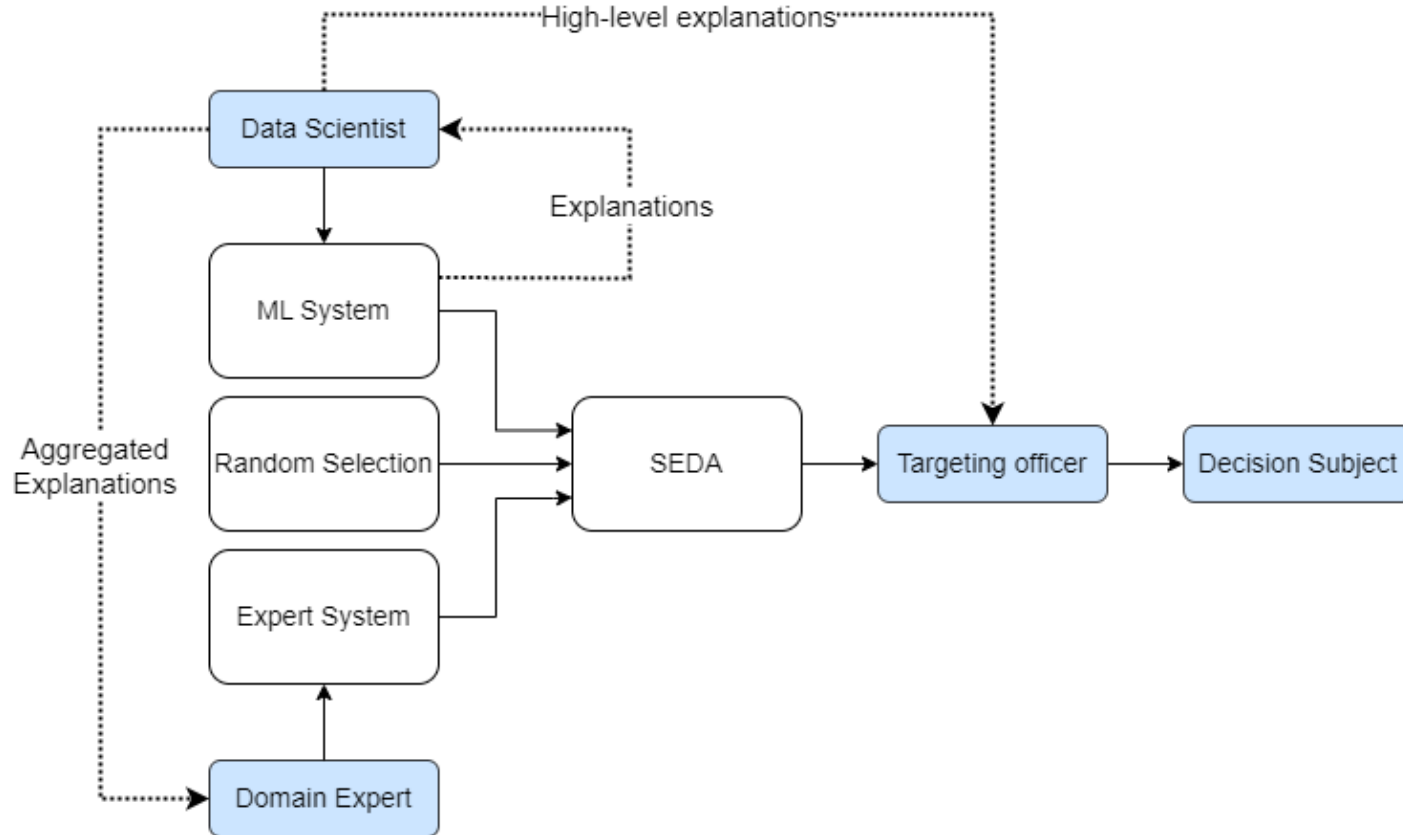 High-level explanations
Data Scientist
Explanations
ML System
Aggregated
Explanations
Random Selection
SEDA
Targeting officer
Decision Subject
Expert System
Domain Expert